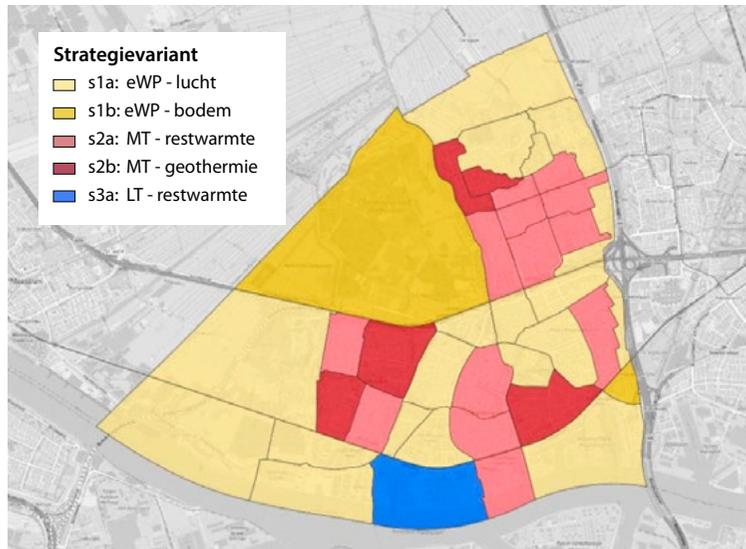 Strategievariant
s1a: eWP - lucht
s1b: eWP - bodem
s2a: MT - restwarmte
s2b: MT - geothermie
s3a: LT - restwarmte